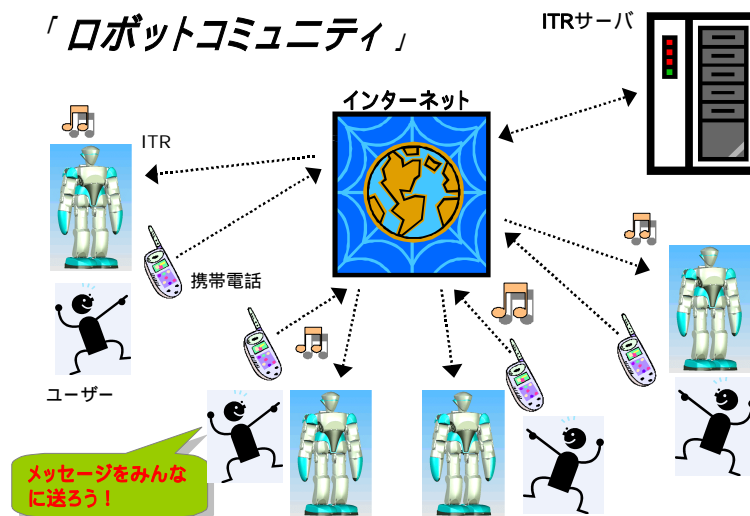 「ロボットコミュニティ」
ITRサーバ
インターネット
ITR
携帯電話
ユーザー
メッセージをみんな
に送ろう！